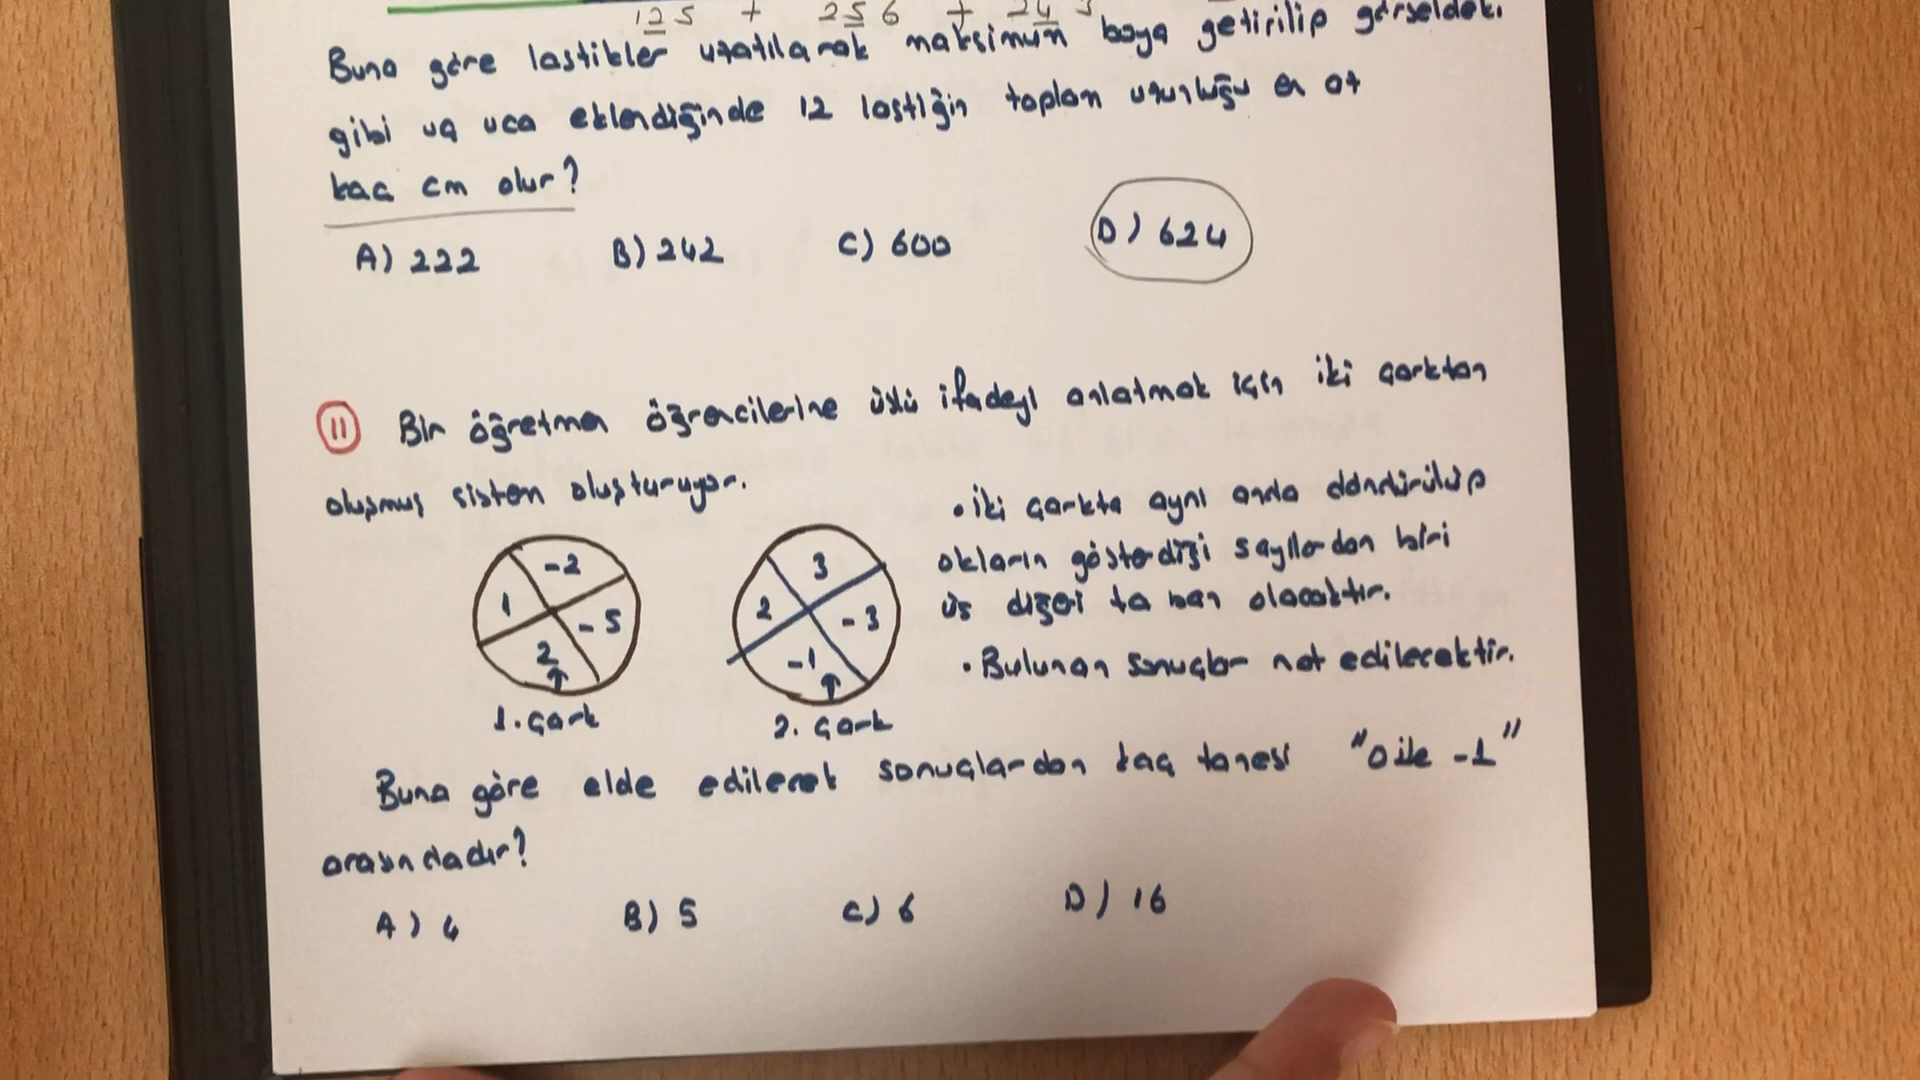 125 + 256 + 243
Buna göre lastikler uzatılarak maksimum boya getirilip görseldeki
gibi uç uca eklendiğinde 12 lastiğin toplam uzunluğu en az
kaç cm olur?
A) 222 B) 242 C) 600 D) 624
11 Bir öğretmen öğrencilerine üslü ifadeyi anlatmak için iki çarktan
oluşmuş sistem oluşturuyor.
• İki çarkta aynı anda döndürülüp
okların gösterdiği sayılardan biri
üs diğeri taban olacaktır.
• Bulunan sonuçlar not edilecektir.
-2
1
-5
2
1. çark
3
2
-3
-1
2. çark
Buna göre elde edilecek sonuçlardan kaç tanesi "0 ile -1"
arasındadır?
A) 4 B) 5 C) 6 D) 16